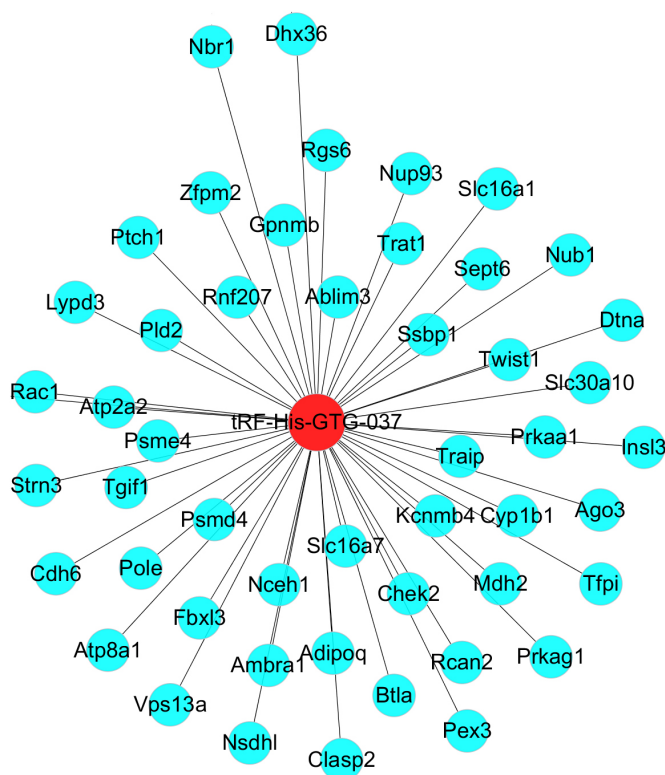 Dhx36
Nbr1
Rgs6
Nup93
Slc16a1
Zfpm2
Gpnmb
Ptch1
Trat1
Nub1
Sept6
Rnf207
Ablim3
Lypd3
Pld2
Ssbp1
Dtna
Twist1
Slc30a10
Rac1
Atp2a2
tRF-His-GTG-037
Psme4
Prkaa1
Insl3
Traip
Strn3
Tgif1
Psmd4
Kcnmb4
Cyp1b1
Ago3
Slc16a7
Cdh6
Pole
Nceh1
Mdh2
Tfpi
Chek2
Fbxl3
Atp8a1
Ambra1
Adipoq
Rcan2
Prkag1
Vps13a
Btla
Pex3
Nsdhl
Clasp2